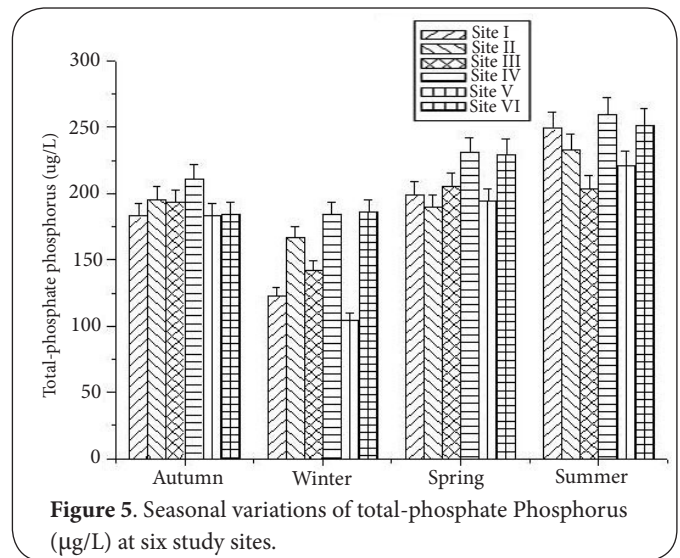 300
250
200
150
100
50
0
Total-phosphate phosphorus (ug/L)
Site I
Site II
Site III
Site IV
Site V
Site VI
Autumn Winter Spring Summer
Figure 5. Seasonal variations of total-phosphate Phosphorus
(µg/L) at six study sites.